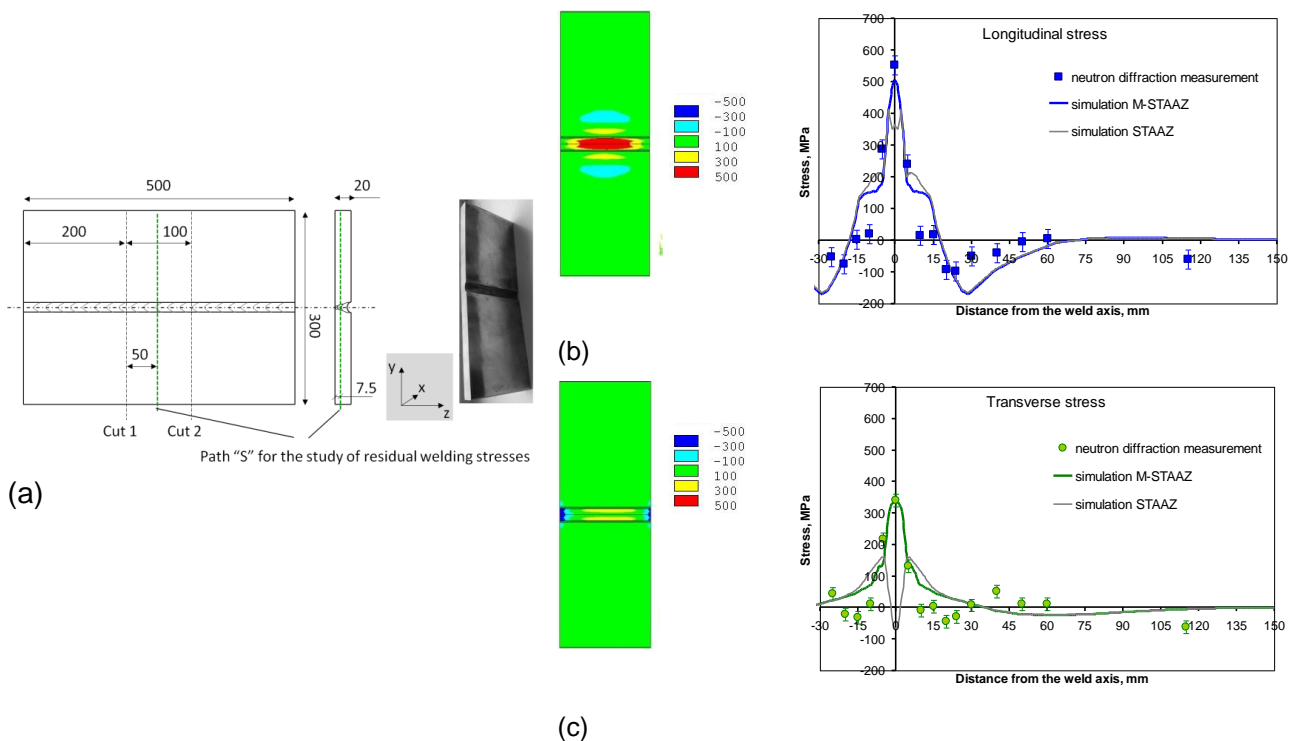 500
20
200
100
300
50
7.5
y
x
z
Cut 1
Cut 2
Path "S" for the study of residual welding stresses
(a)
-500
-300
-100
100
300
500
(b)
Longitudinal stress
neutron diffraction measurement
simulation M-STAAZ
simulation STAAZ
Stress, MPa
700
600
500
400
300
200
100
0
-100
-200
-30 -15 0 15 30 45 60 75 90 105 120 135 150
Distance from the weld axis, mm
-500
-300
-100
100
300
500
(c)
Transverse stress
neutron diffraction measurement
simulation M-STAAZ
simulation STAAZ
Stress, MPa
700
600
500
400
300
200
100
0
-100
-200
-30 -15 0 15 30 45 60 75 90 105 120 135 150
Distance from the weld axis, mm